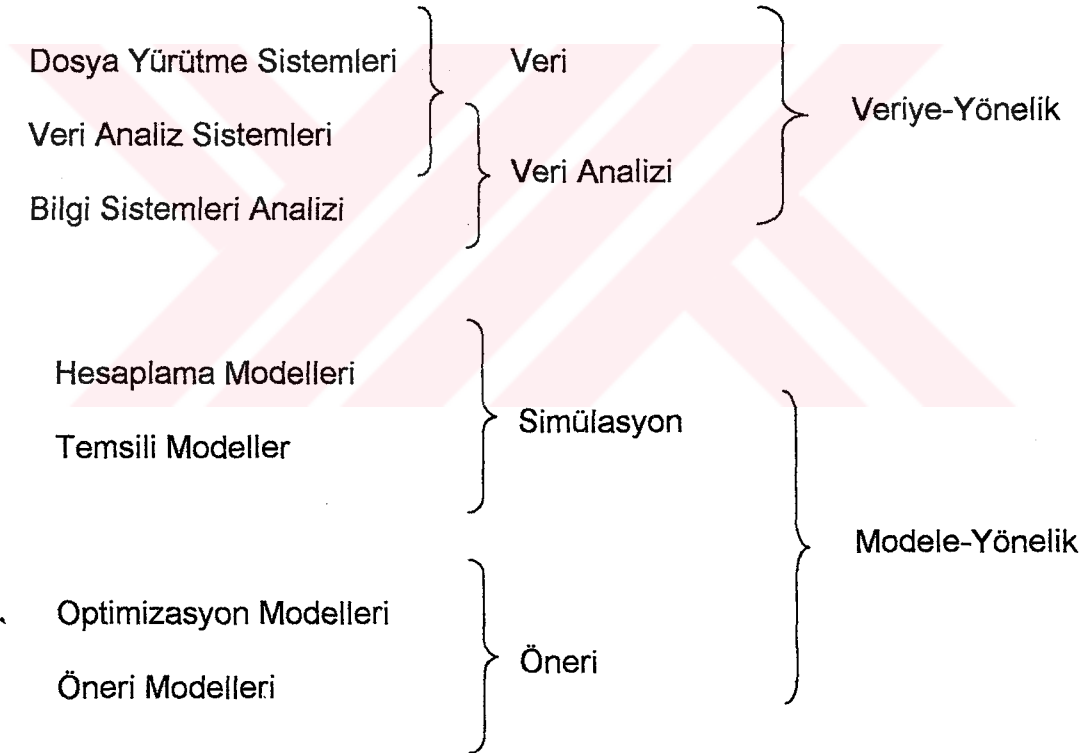 Dosya Yürütme Sistemleri
Veri Analiz Sistemleri
Bilgi Sistemleri Analizi
Veri
Veri Analizi
Veriye-Yönelik
Hesaplama Modelleri
Temsili Modeller
Simülasyon
Optimizasyon Modelleri
Öneri Modelleri
Öneri
Modele-Yönelik